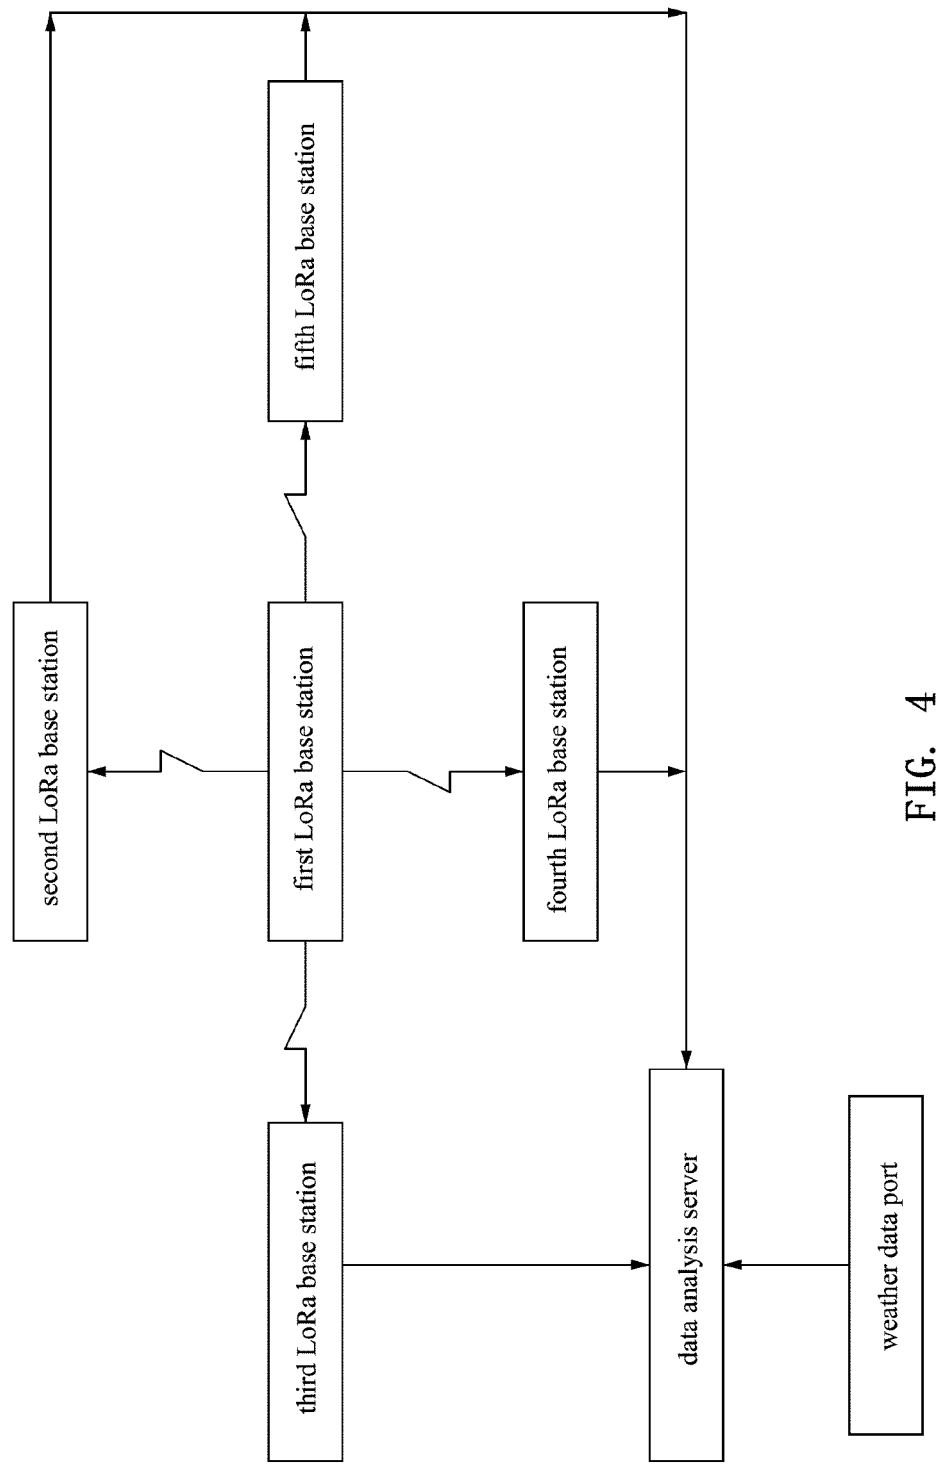 second LoRa base station
third LoRa base station
first LoRa base station
fifth LoRa base station
fourth LoRa base station
data analysis server
weather data port
FIG. 4